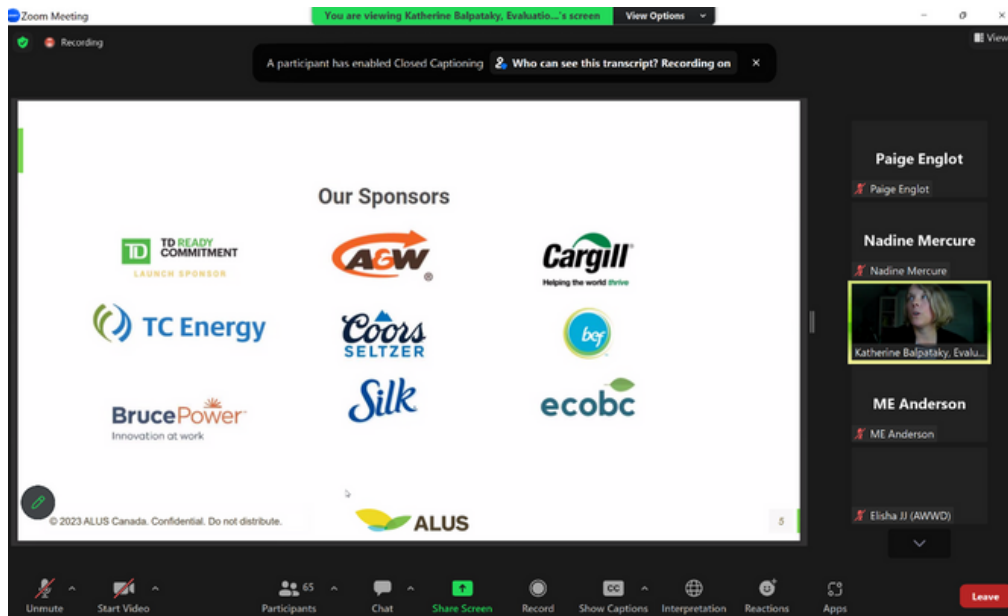 Zoom Meeting
You are viewing Katherine Balpataky, Evaluatio...'s screen
View Options
Recording
View
A participant has enabled Closed Captioning
Who can see this transcript? Recording on
Our Sponsors
TD
TD READY
COMMITMENT
LAUNCH SPONSOR
A&W
®
Cargill
Helping the world thrive
TC Energy
Coors
SELTZER
bef
BrucePower
Innovation at work
Silk
ecobc
© 2023 ALUS Canada. Confidential. Do not distribute.
ALUS
5
Paige Englot
Paige Englot
Nadine Mercure
Nadine Mercure
Katherine Balpataky, Evalu...
ME Anderson
ME Anderson
Elisha JJ (AWWD)
Unmute
Start Video
65
Participants
Chat
Share Screen
Record
CC
Show Captions
Interpretation
Reactions
Apps
Leave